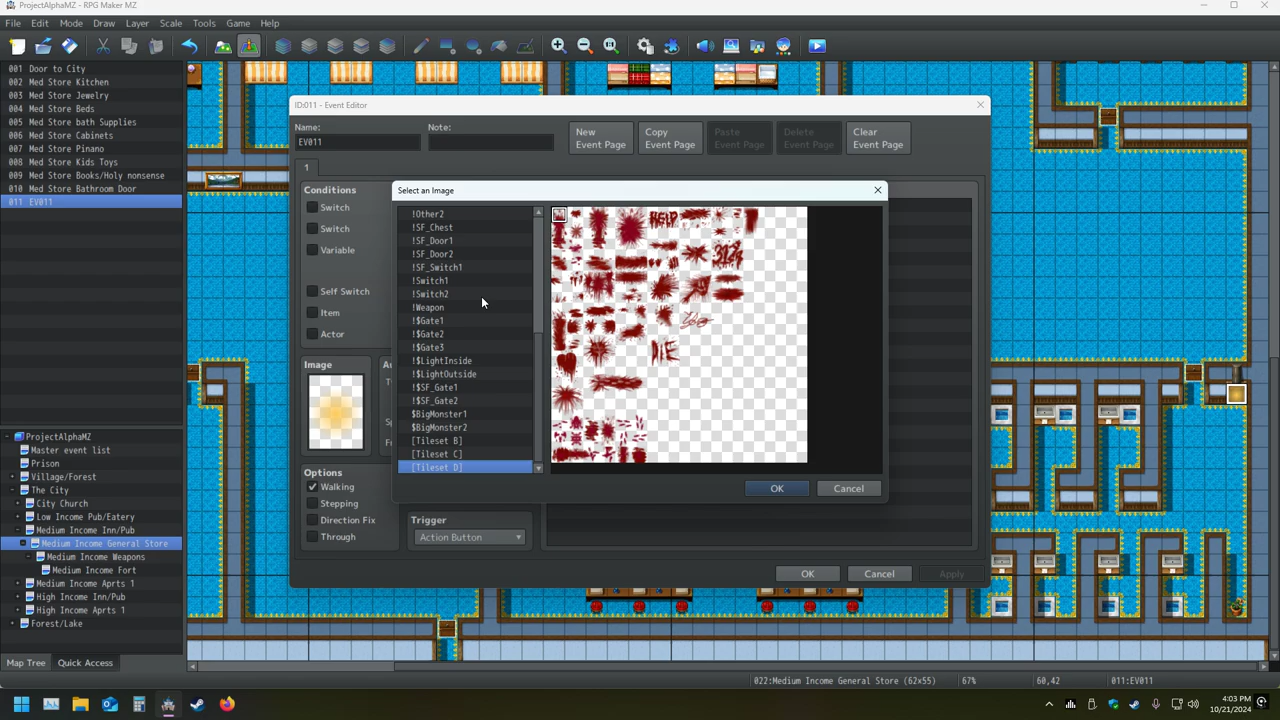 ProjectAlphaMZ - RPG Maker MZ
File Edit Mode Draw Layer Scale Tools Game Help
001 Door to City
002 Med Store Kitchen
003 Med Store Jewelry
004 Med Store Beds
005 Med Store bath Supplies
006 Med Store Cabinets
007 Med Store Pinano
008 Med Store Kids Toys
009 Med Store Books/Holy nonsense
010 Med Store Bathroom Door
011 EV011
ProjectAlphaMZ
Master event list
Prison
Village/Forest
The City
City Church
Low Income Pub/Eatery
Medium Income Inn/Pub
Medium Income General Store
Medium Income Weapons
Medium Income Fort
Medium Income Aprts 1
High Income Inn/Pub
High Income Aprts 1
Forest/Lake
Map Tree Quick Access
ID:011 - Event Editor
Name:
EV011
Note:
New Event Page
Copy Event Page
Paste Event Page
Delete Event Page
Clear Event Page
1
Conditions
Switch
Switch
Variable
Self Switch
Item
Actor
Image
Options
Walking
Stepping
Direction Fix
Through
Trigger
Action Button
OK Cancel Apply
Select an Image
!Other2
!SF_Chest
!SF_Door1
!SF_Door2
!SF_Switch1
!Switch1
!Switch2
!Weapon
!$Gate1
!$Gate2
!$Gate3
!$LightInside
!$LightOutside
!$SF_Gate1
!$SF_Gate2
$BigMonster1
$BigMonster2
[Tileset B]
[Tileset C]
[Tileset D]
HELP
DIE
OK Cancel
022:Medium Income General Store (62x55) 67% 60,42 011:EV011
4:03 PM
10/21/2024